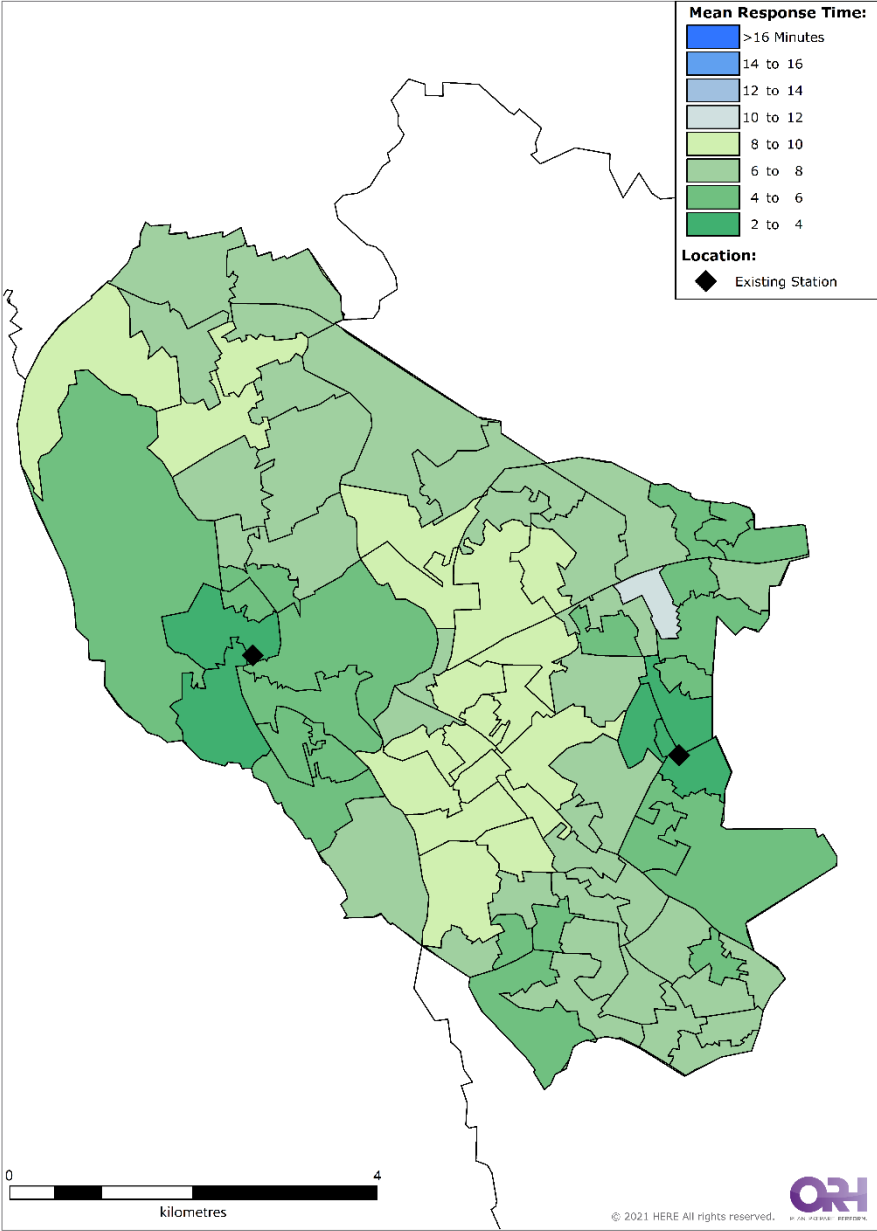 Mean Response Time:
>16 Minutes
14 to 16
12 to 14
10 to 12
8 to 10
6 to 8
4 to 6
2 to 4
Location:
Existing Station
0 4
kilometres
© 2021 HERE All rights reserved.
ORH